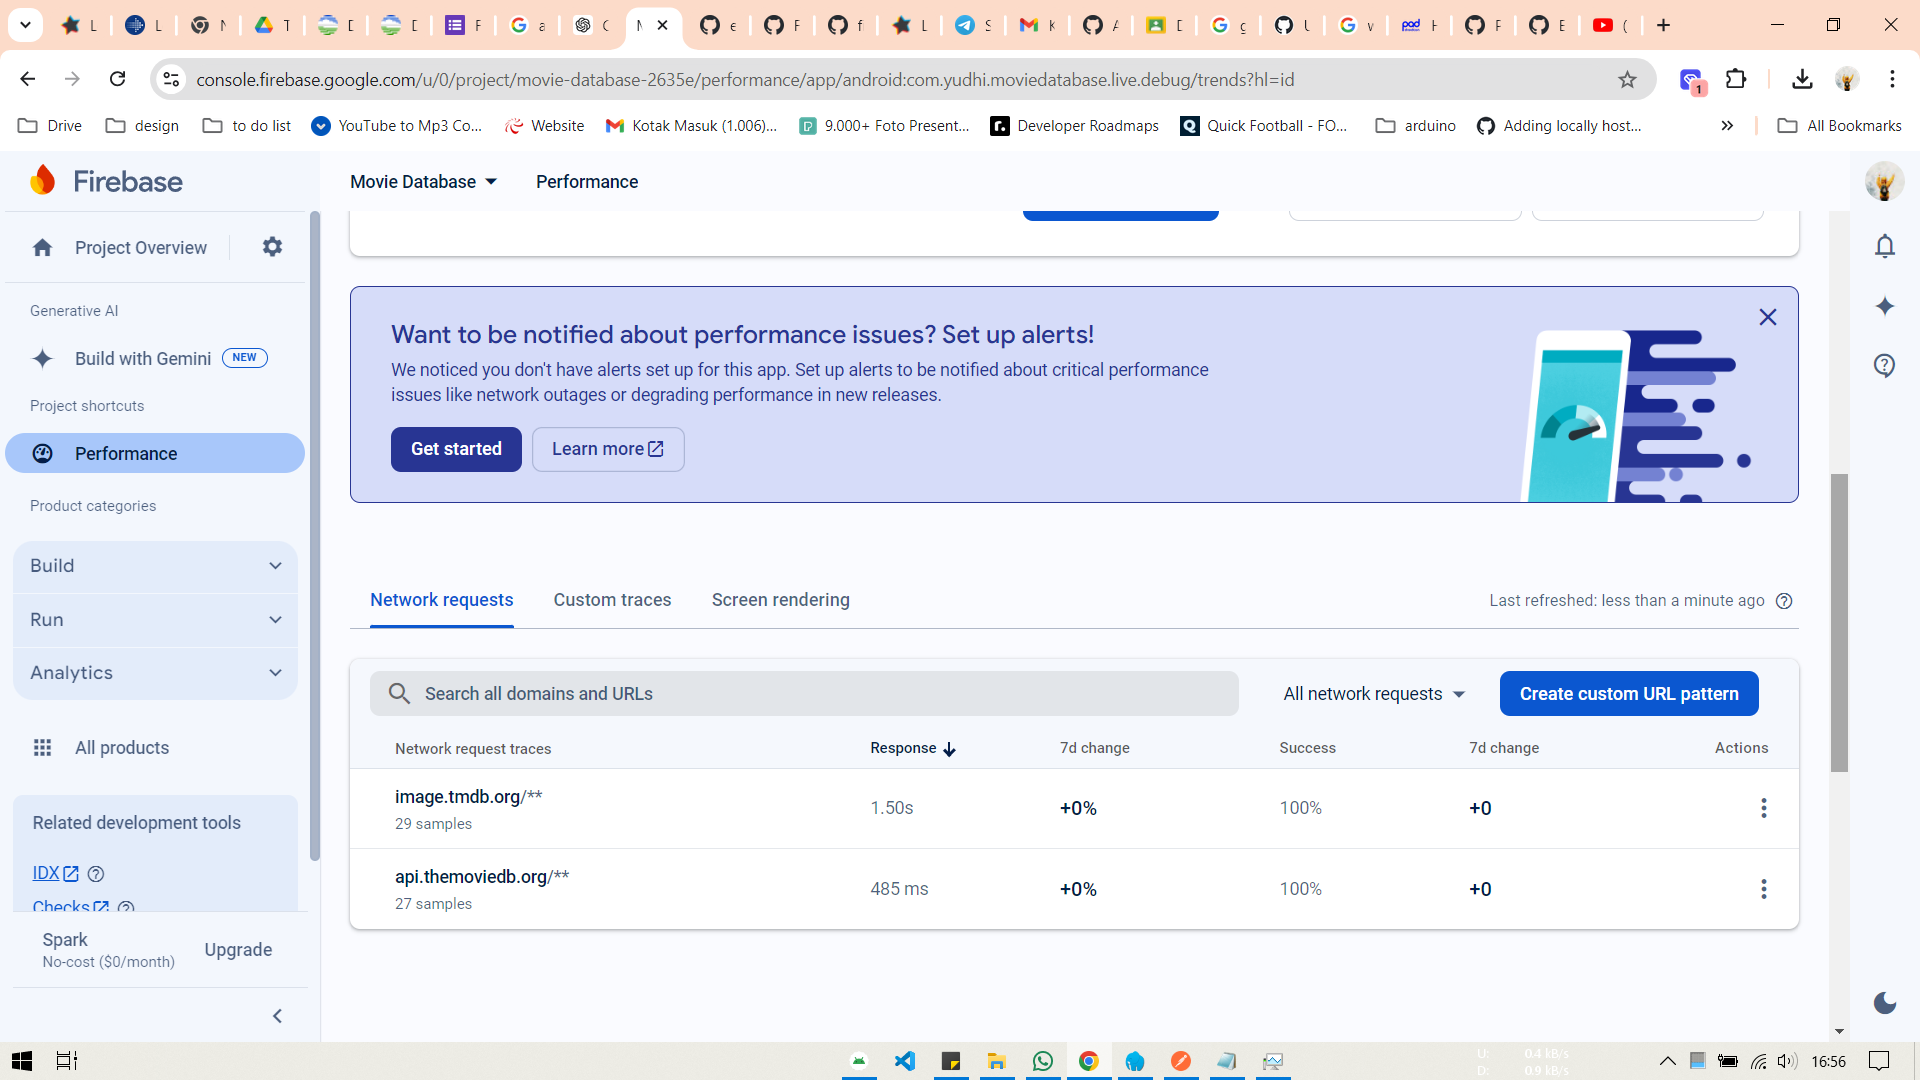 L
L
N
T
D
D
F
a
C
M
e
F
f
L
S
K
A
D
g
U
v
pod
H
F
E
(
console.firebase.google.com/u/0/project/movie-database-2635e/performance/app/android:com.yudhi.moviedatabase.live.debug/trends?hl=id
1
Drive
design
to do list
YouTube to Mp3 Co...
Website
Kotak Masuk (1.006)...
9.000+ Foto Present...
Developer Roadmaps
Quick Football - FO...
arduino
Adding locally host...
All Bookmarks
Firebase
Movie Database
Performance
Project Overview
Generative AI
Build with Gemini
NEW
Project shortcuts
Performance
Product categories
Build
Run
Analytics
All products
Related development tools
IDX
Checks
Spark
No-cost ($0/month)
Upgrade
Want to be notified about performance issues? Set up alerts!
We noticed you don't have alerts set up for this app. Set up alerts to be notified about critical performance
issues like network outages or degrading performance in new releases.
Get started
Learn more
Network requests
Custom traces
Screen rendering
Last refreshed: less than a minute ago
Search all domains and URLs
All network requests
Create custom URL pattern
Network request traces
Response
7d change
Success
7d change
Actions
image.tmdb.org/**
29 samples
1.50s
+0%
100%
+0
api.themoviedb.org/**
27 samples
485 ms
+0%
100%
+0
U: 0.4 kB/s
D: 0.9 kB/s
16:56